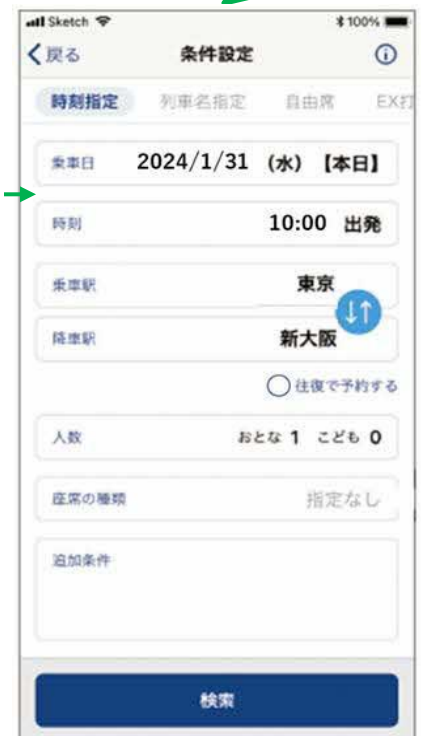 Sketch 100%
戻る 条件設定
時刻指定 列車名指定 自由席 EX打
乗車日 2024/1/31 (水) 【本日】
時刻 10:00 出発
乗車駅 東京
降車駅 新大阪
往復で予約する
人数 おとな 1 こども 0
座席の種類 指定なし
追加条件
検索